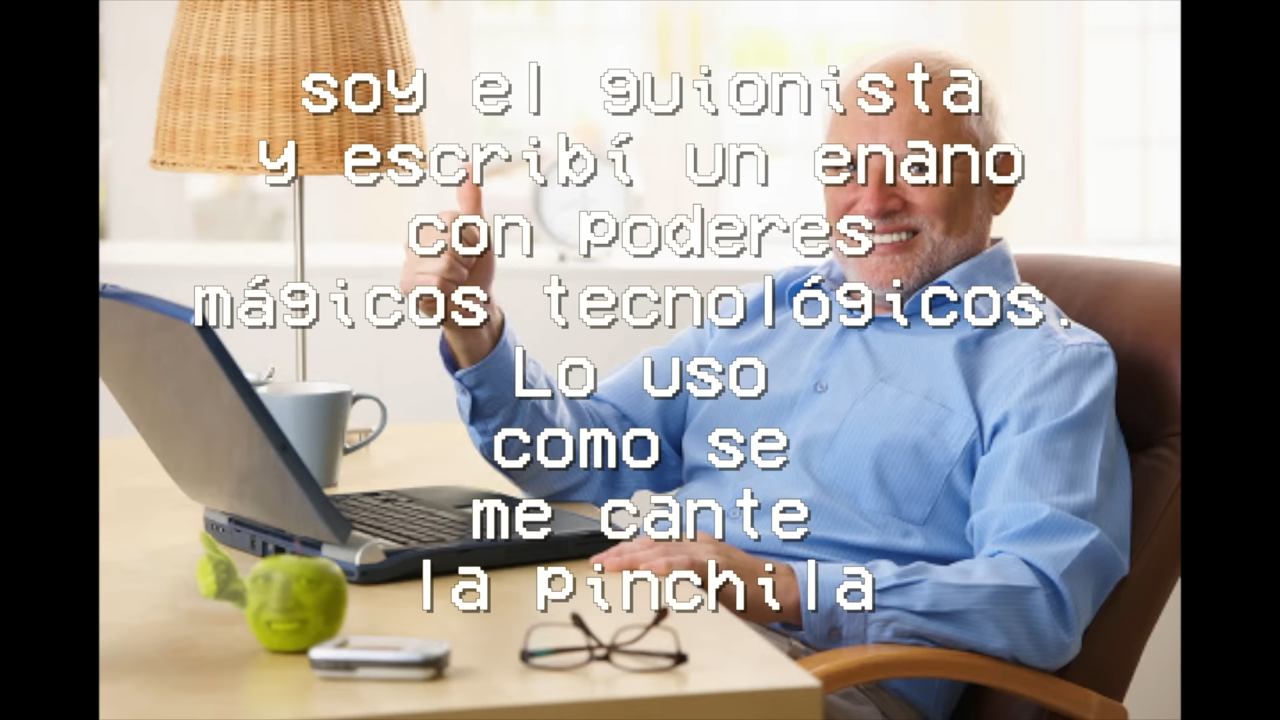 soy el guionista
y escribí un enano
con poderes
mágicos tecnológicos.
Lo uso
como se
me cante
la pinchila